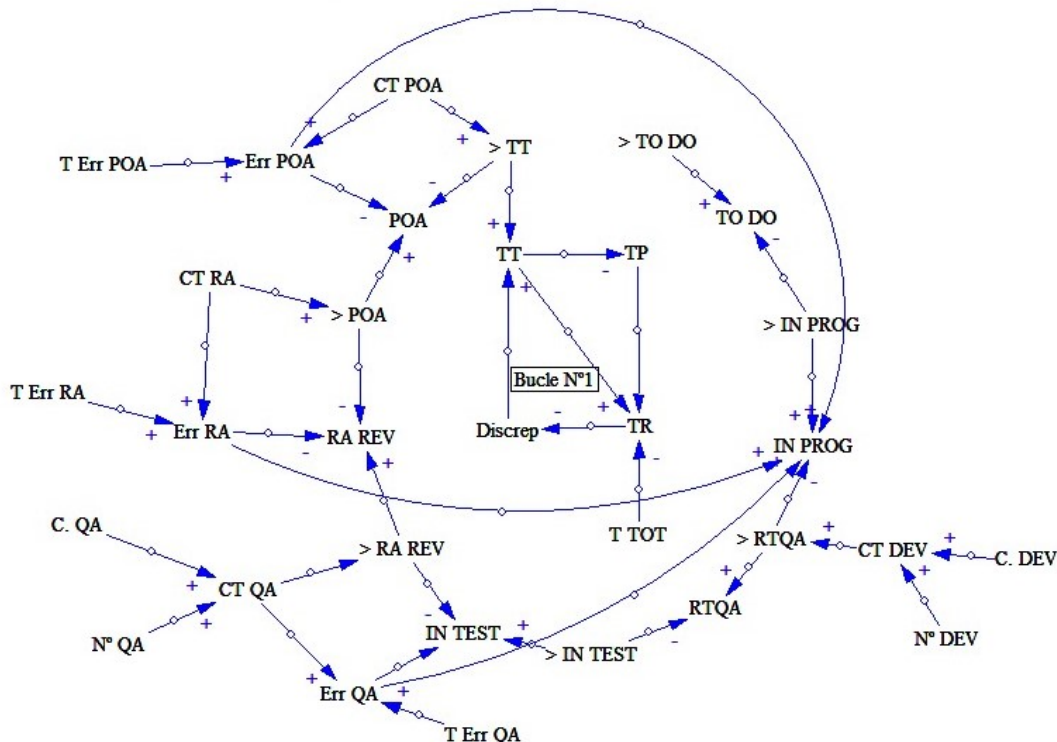 CT POA
T Err POA
Err POA
> TT
> TO DO
POA
TO DO
TT
TP
CT RA
> POA
> IN PROG
Bucle Nº1
T Err RA
Err RA
RA REV
Discrep
TR
IN PROG
C. QA
T TOT
> RA REV
> RTQA
CT DEV
C. DEV
CT QA
RTQA
Nº QA
IN TEST
> IN TEST
Nº DEV
Err QA
T Err QA